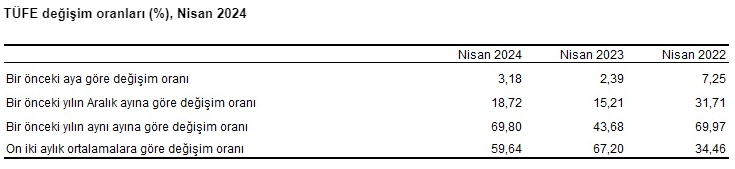 TÜFE değişim oranları (%), Nisan 2024
Nisan 2024 Nisan 2023 Nisan 2022
Bir önceki aya göre değişim oranı 3,18 2,39 7,25
Bir önceki yılın Aralık ayına göre değişim oranı 18,72 15,21 31,71
Bir önceki yılın aynı ayına göre değişim oranı 69,80 43,68 69,97
On iki aylık ortalamalara göre değişim oranı 59,64 67,20 34,46